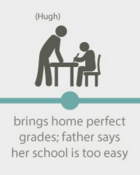 (Hugh)
brings home perfect
grades; father says
her school is too easy